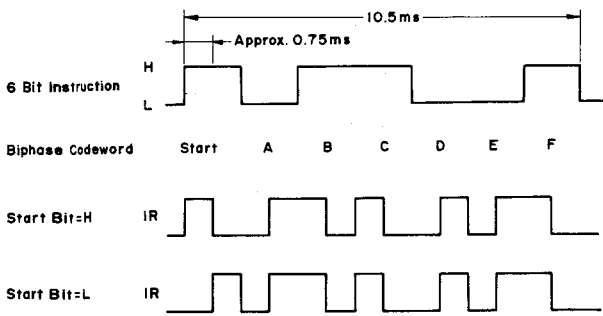 10.5ms
Approx. 0.75ms
6 Bit Instruction H L
Biphase Codeword Start A B C D E F
Start Bit=H IR
Start Bit=L IR